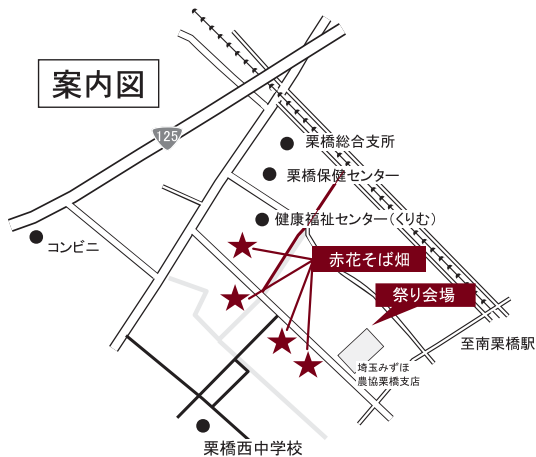 案内図
125
栗橋総合支所
栗橋保健センター
健康福祉センター(くりむ)
コンビニ
赤花そば畑
祭り会場
至南栗橋駅
埼玉みずほ
農協栗橋支店
栗橋西中学校